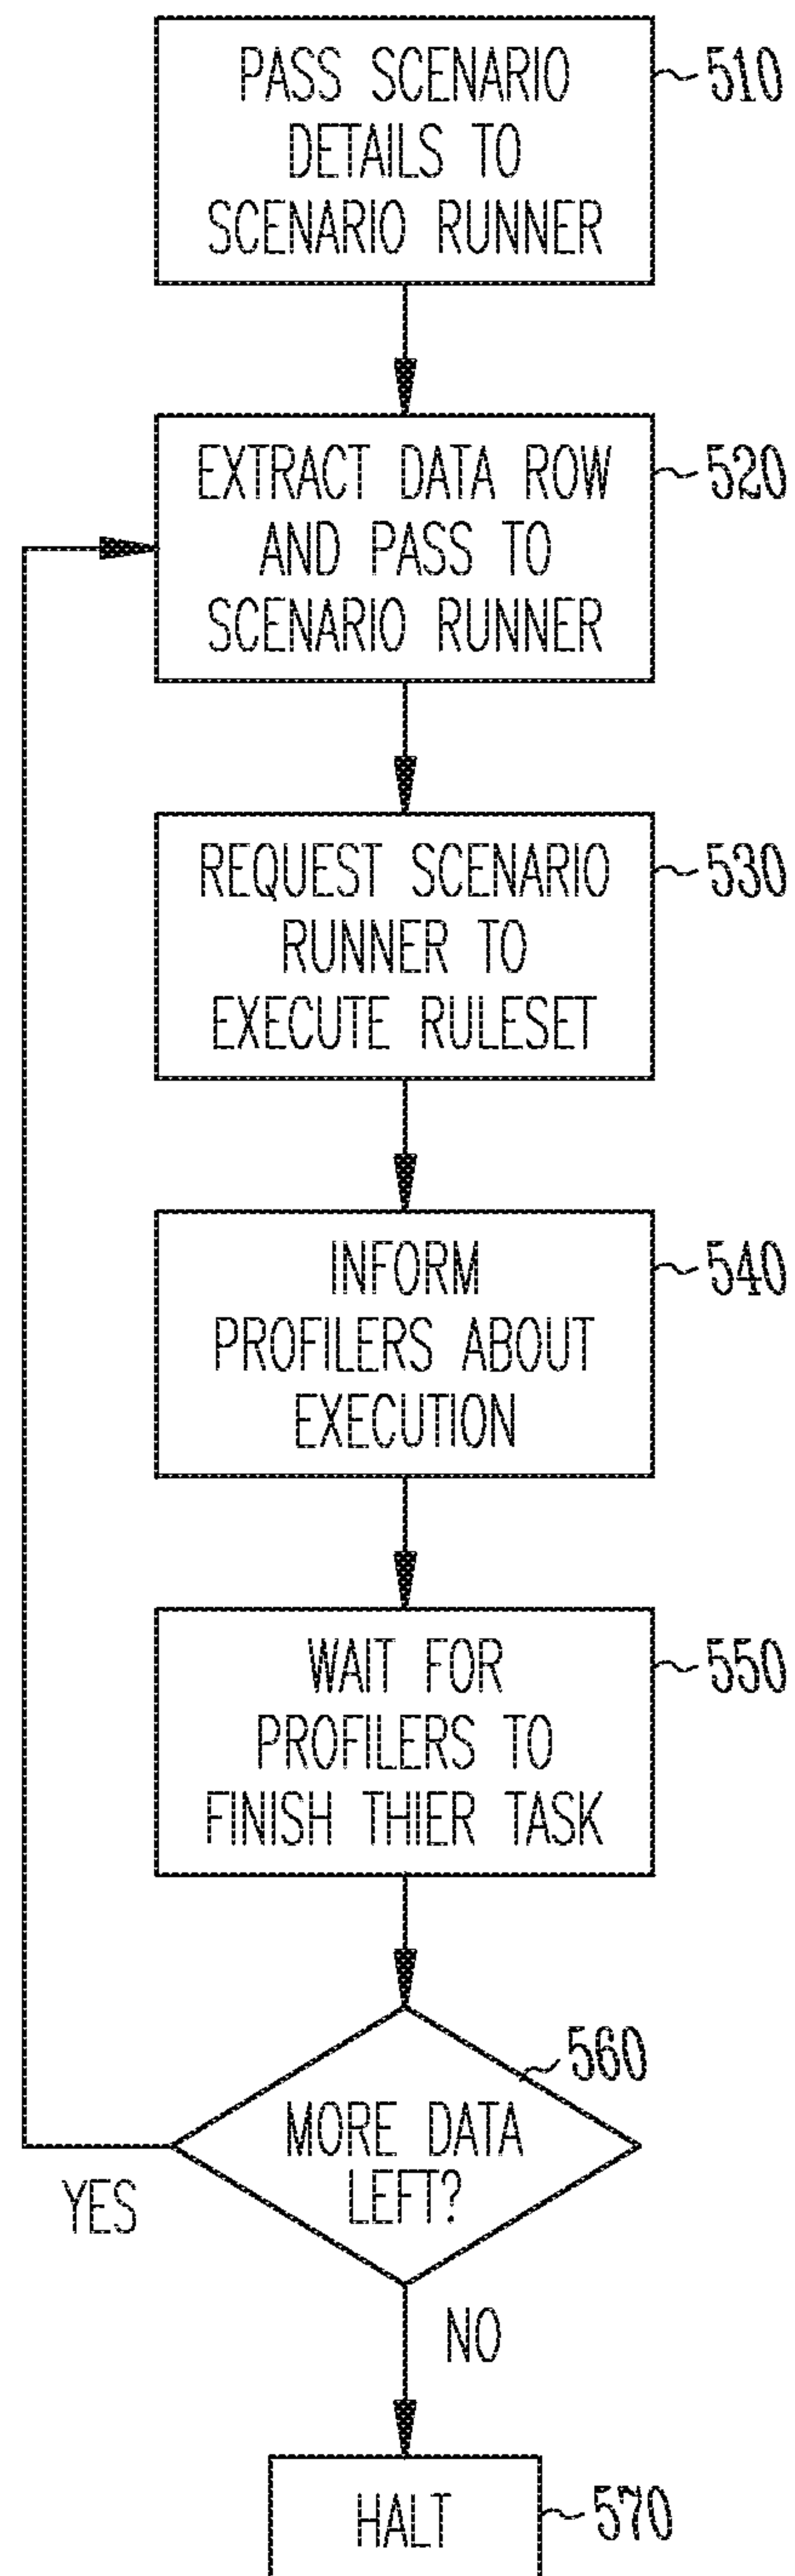 PASS SCENARIO
DETAILS TO
SCENARIO RUNNER
510
EXTRACT DATA ROW
AND PASS TO
SCENARIO RUNNER
520
REQUEST SCENARIO
RUNNER TO
EXECUTE RULESET
530
INFORM
PROFILERS ABOUT
EXECUTION
540
WAIT FOR
PROFILERS TO
FINISH THIER TASK
550
560
MORE DATA
LEFT?
YES
NO
HALT
570